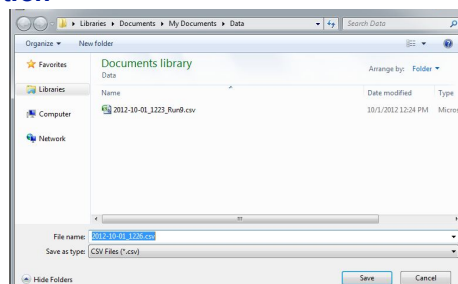 Libraries ▸ Documents ▸ My Documents ▸ Data
Search Data
Organize
New folder
Favorites
Libraries
Computer
Network
Documents library
Data
Arrange by: Folder
Name
Date modified
Type
2012-10-01_1223_Run9.csv
10/1/2012 12:24 PM
Micros
File name: 2012-10-01_1226.csv
Save as type: CSV Files (*.csv)
Hide Folders
Save
Cancel